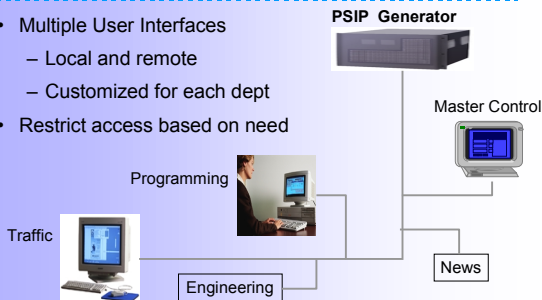 • Multiple User Interfaces
– Local and remote
– Customized for each dept
• Restrict access based on need
PSIP Generator
Master Control
Programming
Traffic
Engineering
News